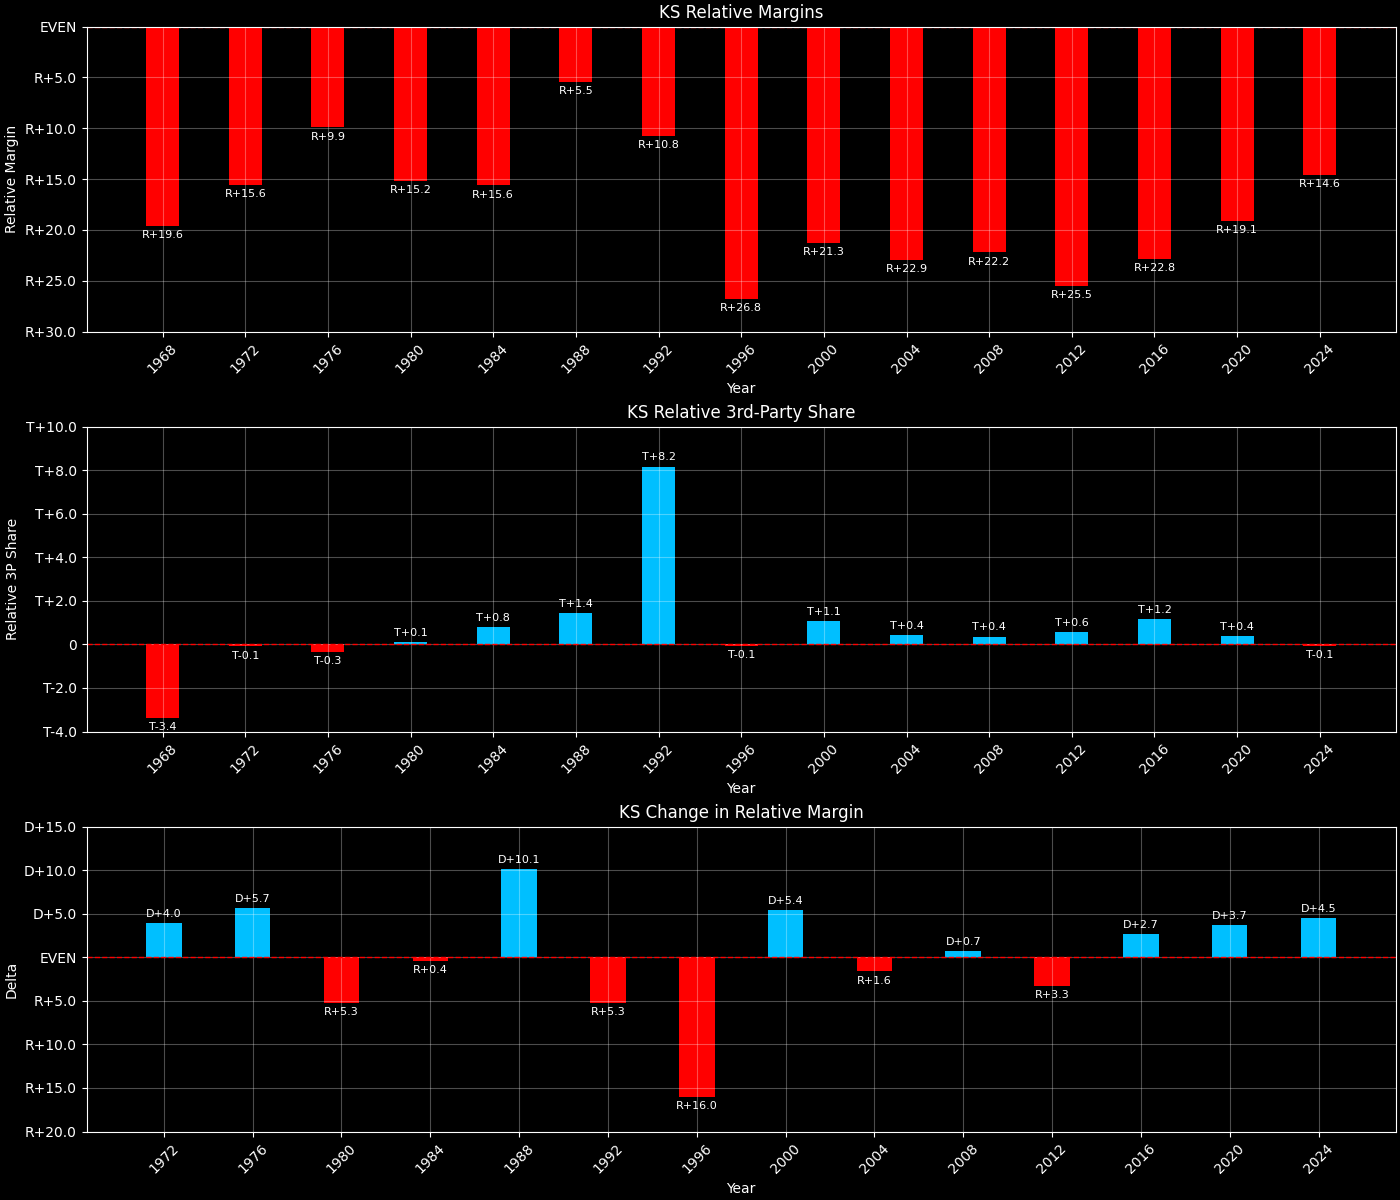 KS Relative Margins
EVEN
R+5.0
R+10.0
R+15.0
R+20.0
R+25.0
R+30.0
Relative Margin
R+19.6
R+15.6
R+9.9
R+15.2
R+15.6
R+5.5
R+10.8
R+26.8
R+21.3
R+22.9
R+22.2
R+25.5
R+22.8
R+19.1
R+14.6
1968
1972
1976
1980
1984
1988
1992
1996
2000
2004
2008
2012
2016
2020
2024
Year
KS Relative 3rd-Party Share
T+10.0
T+8.0
T+6.0
T+4.0
T+2.0
0
T-2.0
T-4.0
Relative 3P Share
T-3.4
T-0.1
T-0.3
T+0.1
T+0.8
T+1.4
T+8.2
T-0.1
T+1.1
T+0.4
T+0.4
T+0.6
T+1.2
T+0.4
T-0.1
1968
1972
1976
1980
1984
1988
1992
1996
2000
2004
2008
2012
2016
2020
2024
Year
KS Change in Relative Margin
D+15.0
D+10.0
D+5.0
EVEN
R+5.0
R+10.0
R+15.0
R+20.0
Delta
D+4.0
D+5.7
R+5.3
R+0.4
D+10.1
R+5.3
R+16.0
D+5.4
R+1.6
D+0.7
R+3.3
D+2.7
D+3.7
D+4.5
1972
1976
1980
1984
1988
1992
1996
2000
2004
2008
2012
2016
2020
2024
Year